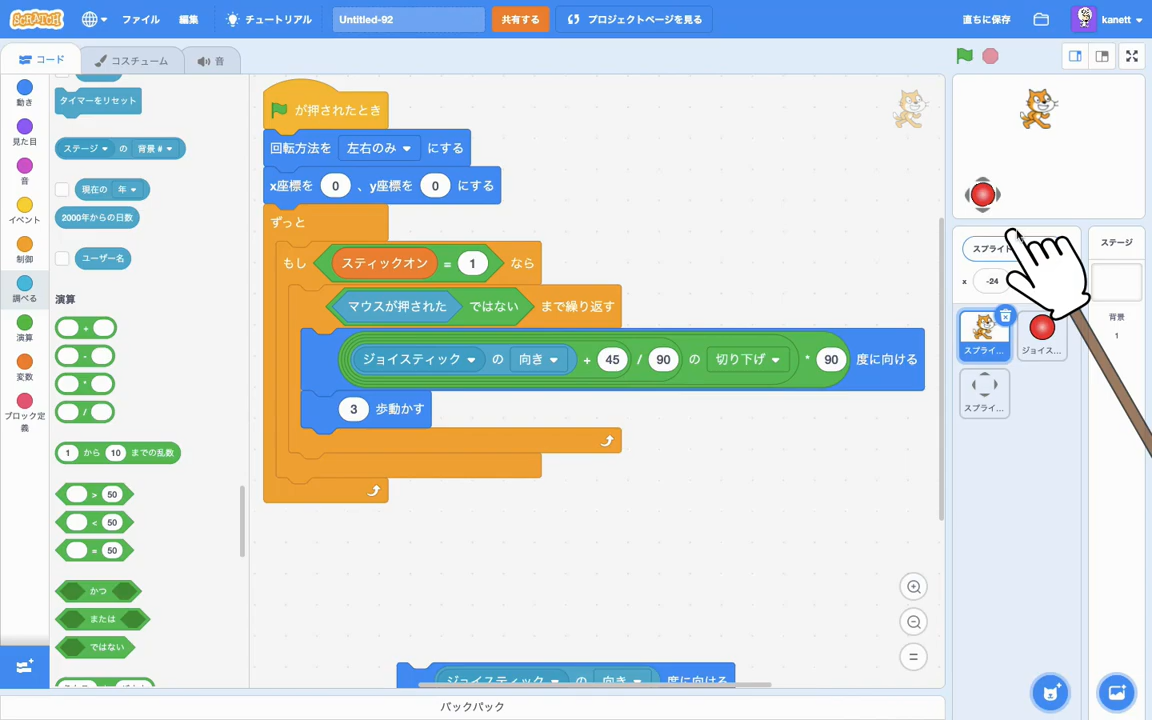 SCRATCH ファイル 編集 チュートリアル Untitled-92 共有する プロジェクトページを見る 直ちに保存 kanett
コード コスチューム 音
動き
見た目
音
イベント
制御
調べる
演算
変数
ブロック定義
タイマーをリセット
ステージ の 背景 #
現在の 年
2000年からの日数
ユーザー名
演算
+
-
*
/
1 から 10 までの乱数
> 50
< 50
= 50
かつ
または
ではない
が押されたとき
回転方法を 左右のみ にする
x座標を 0 、y座標を 0 にする
ずっと
もし スティックオン = 1 なら
マウスが押された ではない まで繰り返す
ジョイスティック の 向き + 45 / 90 の 切り下げ * 90 度に向ける
3 歩動かす
ジョイスティック の 向き 度に向ける
スプライト
x -24
スプライ...
ジョイス...
スプライ...
ステージ
背景
1
バックパック